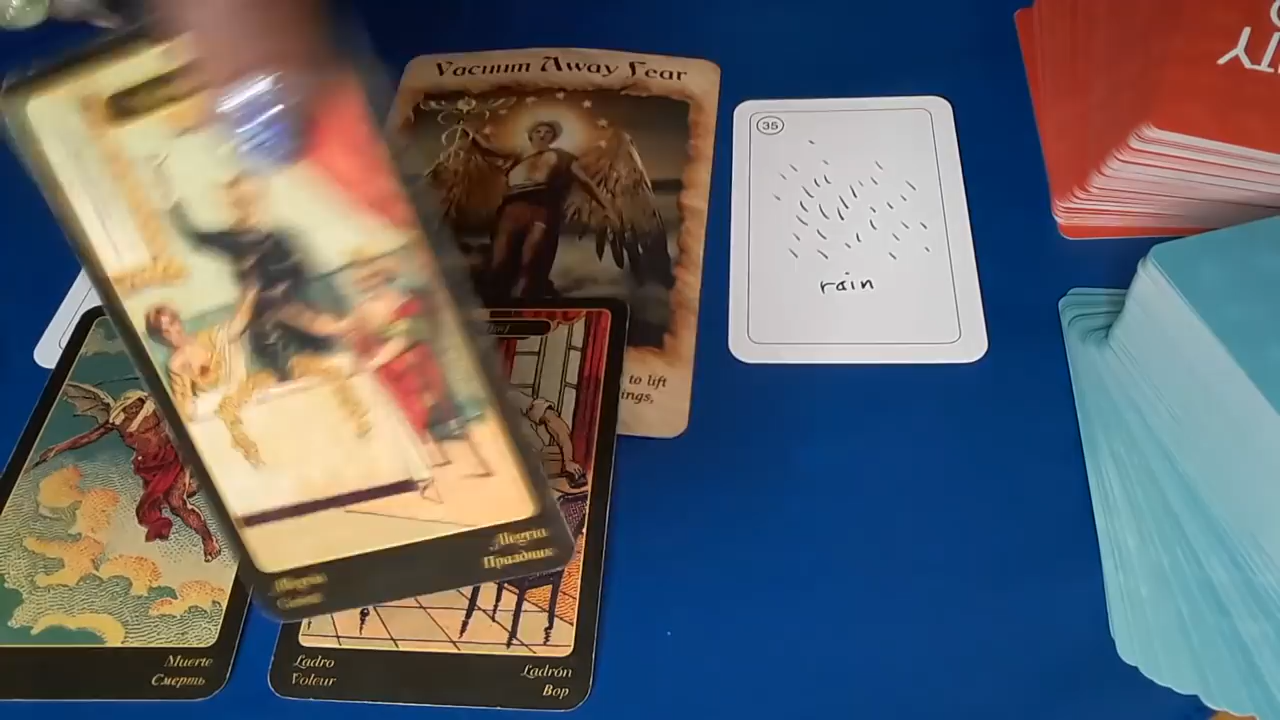 Vacuum Away Fear
35
rain
to lift
ings,
Alegria
Праздник
Muerte
Смерть
Ladro
Voleur
Ladrón
Вор